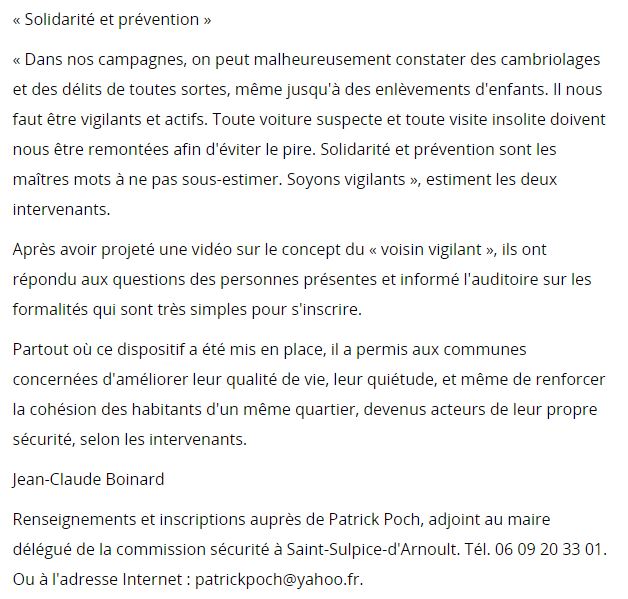 « Solidarité et prévention »
« Dans nos campagnes, on peut malheureusement constater des cambriolages
et des délits de toutes sortes, même jusqu'à des enlèvements d'enfants. Il nous
faut être vigilants et actifs. Toute voiture suspecte et toute visite insolite doivent
nous être remontées afin d'éviter le pire. Solidarité et prévention sont les
maîtres mots à ne pas sous-estimer. Soyons vigilants », estiment les deux
intervenants.
Après avoir projeté une vidéo sur le concept du « voisin vigilant », ils ont
répondu aux questions des personnes présentes et informé l'auditoire sur les
formalités qui sont très simples pour s'inscrire.
Partout où ce dispositif a été mis en place, il a permis aux communes
concernées d'améliorer leur qualité de vie, leur quiétude, et même de renforcer
la cohésion des habitants d'un même quartier, devenus acteurs de leur propre
sécurité, selon les intervenants.
Jean-Claude Boinard
Renseignements et inscriptions auprès de Patrick Poch, adjoint au maire
délégué de la commission sécurité à Saint-Sulpice-d'Arnoult. Tél. 06 09 20 33 01.
Ou à l'adresse Internet : patrickpoch@yahoo.fr.